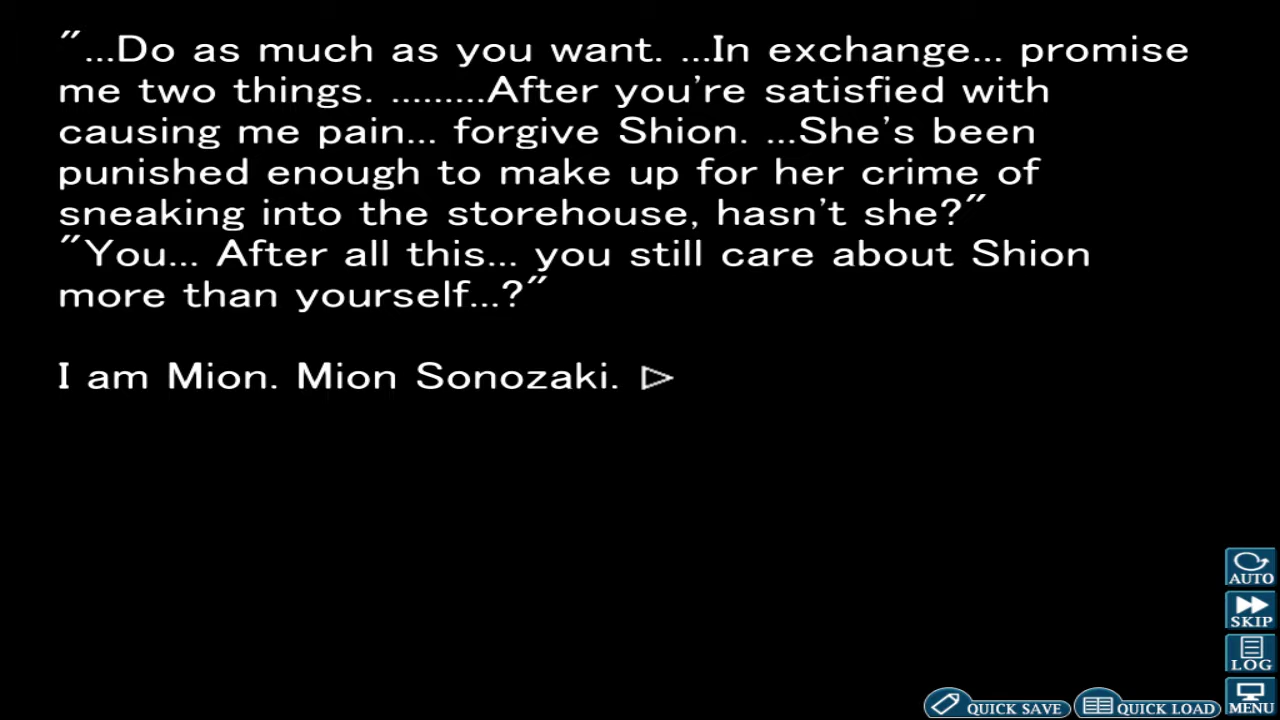 "...Do as much as you want. ...In exchange... promise
me two things. .........After you're satisfied with
causing me pain... forgive Shion. ...She's been
punished enough to make up for her crime of
sneaking into the storehouse, hasn't she?"
"You... After all this... you still care about Shion
more than yourself...?"
I am Mion. Mion Sonozaki.
AUTO
SKIP
LOG
MENU
QUICK SAVE
QUICK LOAD